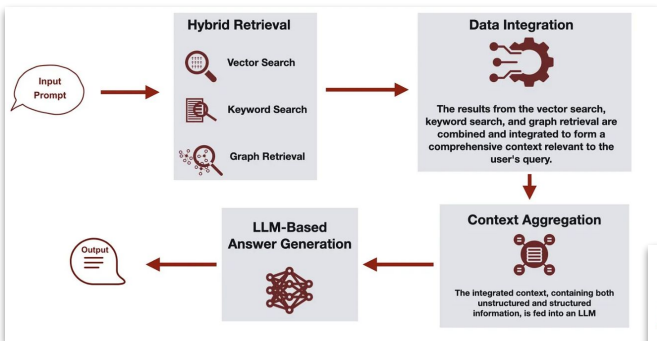 Input
Prompt
Hybrid Retrieval
Vector Search
Keyword Search
Graph Retrieval
Data Integration
The results from the vector search,
keyword search, and graph retrieval are
combined and integrated to form a
comprehensive context relevant to the
user's query.
Context Aggregation
The integrated context, containing both
unstructured and structured
information, is fed into an LLM
LLM-Based
Answer Generation
Output